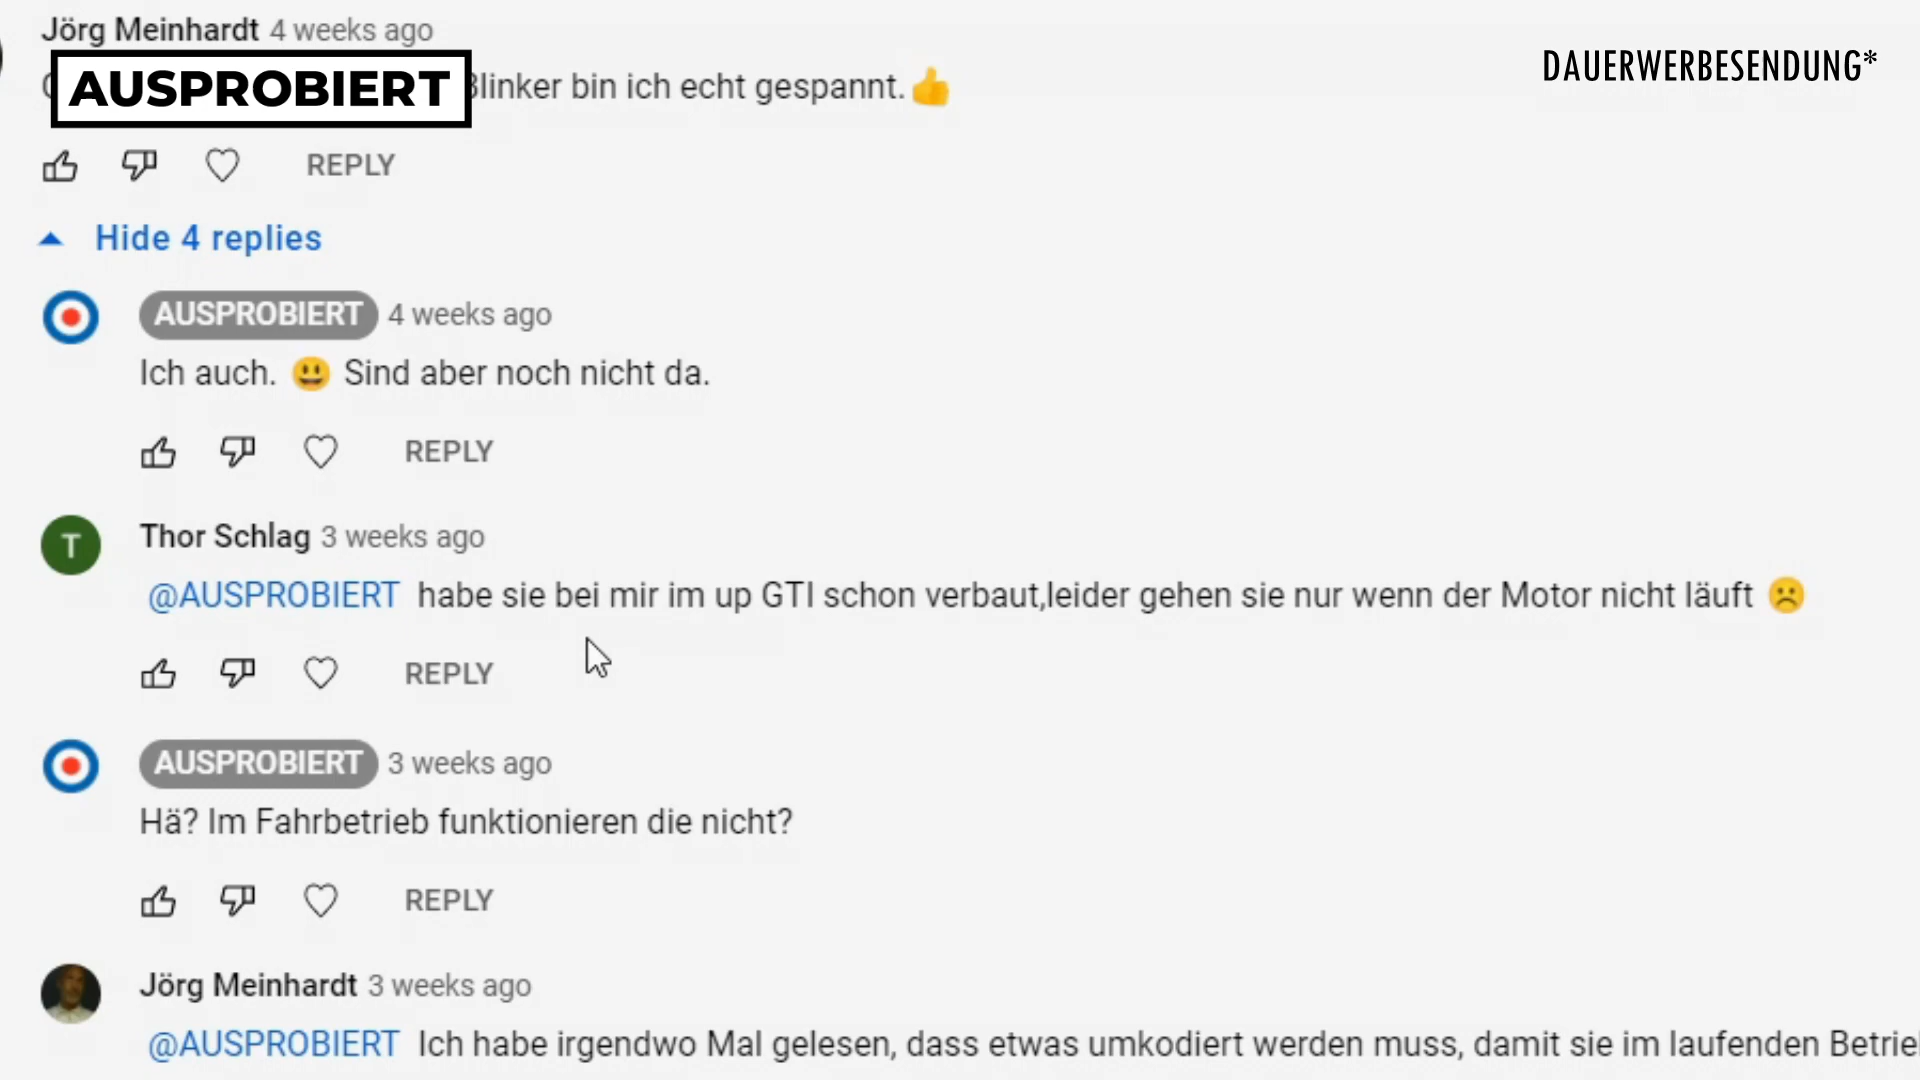 Jörg Meinhardt 4 weeks ago
DAUERWERBESENDUNG*
AUSPROBIERT
bin ich echt gespannt.👍
REPLY
Hide 4 replies
AUSPROBIERT 4 weeks ago
Ich auch. 😃 Sind aber noch nicht da.
REPLY
T
Thor Schlag 3 weeks ago
@AUSPROBIERT habe sie bei mir im up GTI schon verbaut,leider gehen sie nur wenn der Motor nicht läuft ☹️
REPLY
AUSPROBIERT 3 weeks ago
Hä? Im Fahrbetrieb funktionieren die nicht?
REPLY
Jörg Meinhardt 3 weeks ago
@AUSPROBIERT Ich habe irgendwo Mal gelesen, dass etwas umkodiert werden muss, damit sie im laufenden